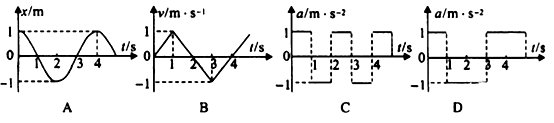 x/m
1
0
-1
1 2 3 4 t/s
A
v/m·s⁻¹
1
0
-1
1 2 3 4 t/s
B
a/m·s⁻²
1
0
-1
1 2 3 4 t/s
C
a/m·s⁻²
1
0
-1
1 2 3 4 t/s
D